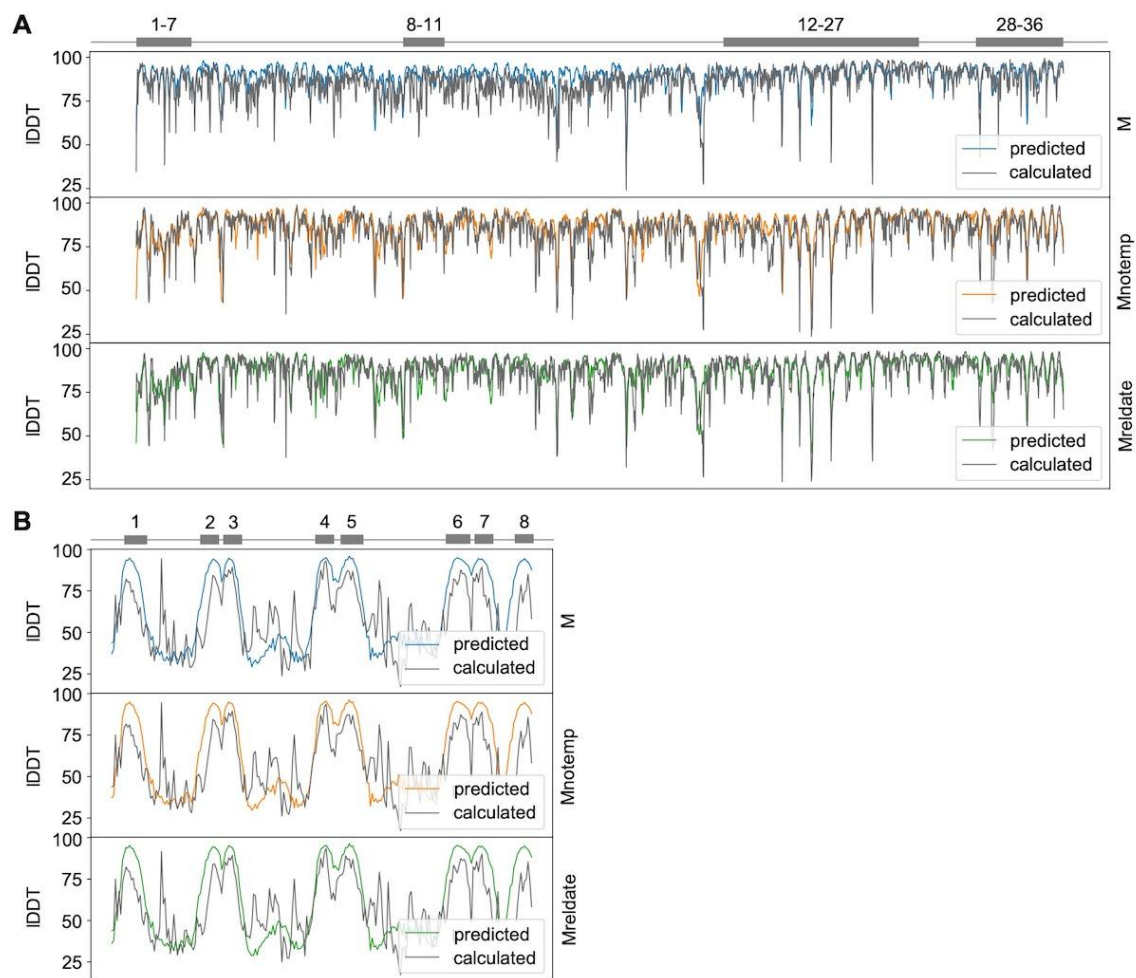 A
1-7 8-11 12-27 28-36
100
75
50
25
lDDT
predicted
calculated
M
100
75
50
25
lDDT
predicted
calculated
Mnotemp
100
75
50
25
lDDT
predicted
calculated
Mreldate
B
1 2 3 4 5 6 7 8
100
75
50
25
lDDT
predicted
calculated
M
100
75
50
25
lDDT
predicted
calculated
Mnotemp
100
75
50
25
lDDT
predicted
calculated
Mreldate